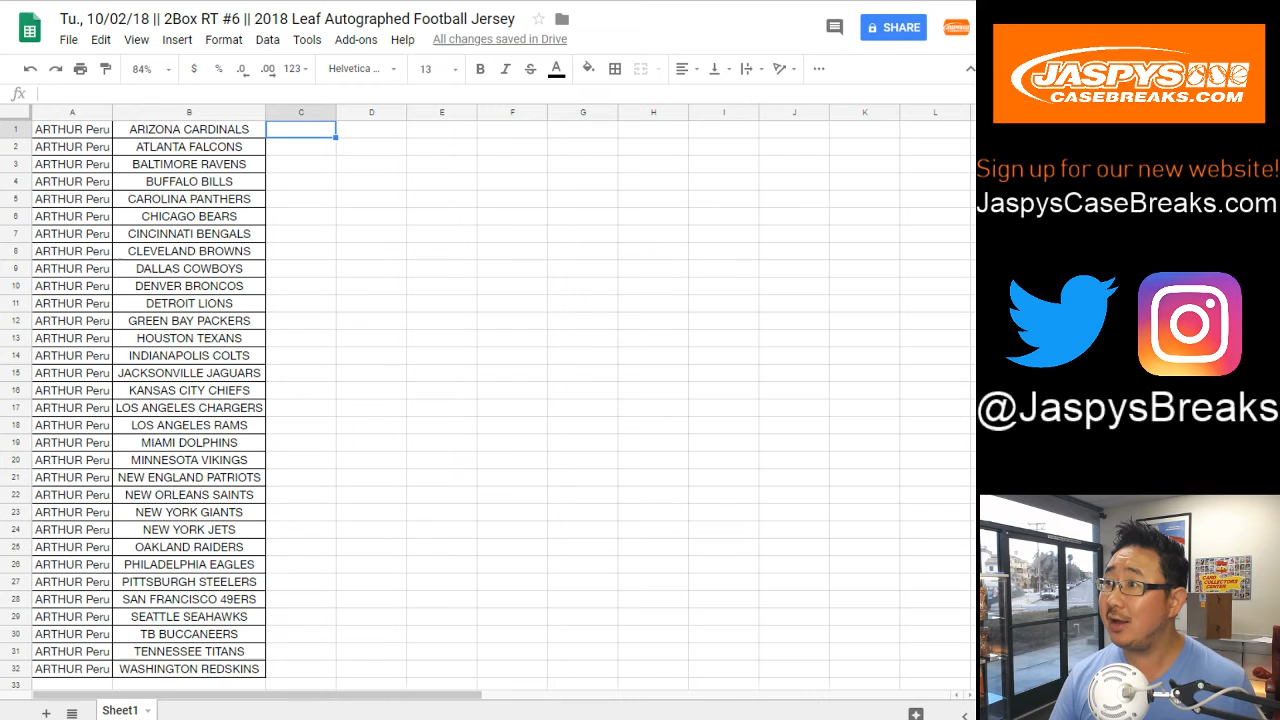 Tu., 10/02/18 || 2Box RT #6 || 2018 Leaf Autographed Football Jersey
File Edit View Insert Format Tools Add-ons Help All changes saved in Drive
SHARE
84% $ % .0 .00 123 Helvetica... 13 B I S A
fx
A B C D E F G H I J K L
1 ARTHUR Peru ARIZONA CARDINALS
2 ARTHUR Peru ATLANTA FALCONS
3 ARTHUR Peru BALTIMORE RAVENS
4 ARTHUR Peru BUFFALO BILLS
5 ARTHUR Peru CAROLINA PANTHERS
6 ARTHUR Peru CHICAGO BEARS
7 ARTHUR Peru CINCINNATI BENGALS
8 ARTHUR Peru CLEVELAND BROWNS
9 ARTHUR Peru DALLAS COWBOYS
10 ARTHUR Peru DENVER BRONCOS
11 ARTHUR Peru DETROIT LIONS
12 ARTHUR Peru GREEN BAY PACKERS
13 ARTHUR Peru HOUSTON TEXANS
14 ARTHUR Peru INDIANAPOLIS COLTS
15 ARTHUR Peru JACKSONVILLE JAGUARS
16 ARTHUR Peru KANSAS CITY CHIEFS
17 ARTHUR Peru LOS ANGELES CHARGERS
18 ARTHUR Peru LOS ANGELES RAMS
19 ARTHUR Peru MIAMI DOLPHINS
20 ARTHUR Peru MINNESOTA VIKINGS
21 ARTHUR Peru NEW ENGLAND PATRIOTS
22 ARTHUR Peru NEW ORLEANS SAINTS
23 ARTHUR Peru NEW YORK GIANTS
24 ARTHUR Peru NEW YORK JETS
25 ARTHUR Peru OAKLAND RAIDERS
26 ARTHUR Peru PHILADELPHIA EAGLES
27 ARTHUR Peru PITTSBURGH STEELERS
28 ARTHUR Peru SAN FRANCISCO 49ERS
29 ARTHUR Peru SEATTLE SEAHAWKS
30 ARTHUR Peru TB BUCCANEERS
31 ARTHUR Peru TENNESSEE TITANS
32 ARTHUR Peru WASHINGTON REDSKINS
33
Sheet1
JASPYS
CASEBREAKS.COM
Sign up for our new website!
JaspysCaseBreaks.com
@JaspysBreaks
CARD
COLLECTORS
CENTER